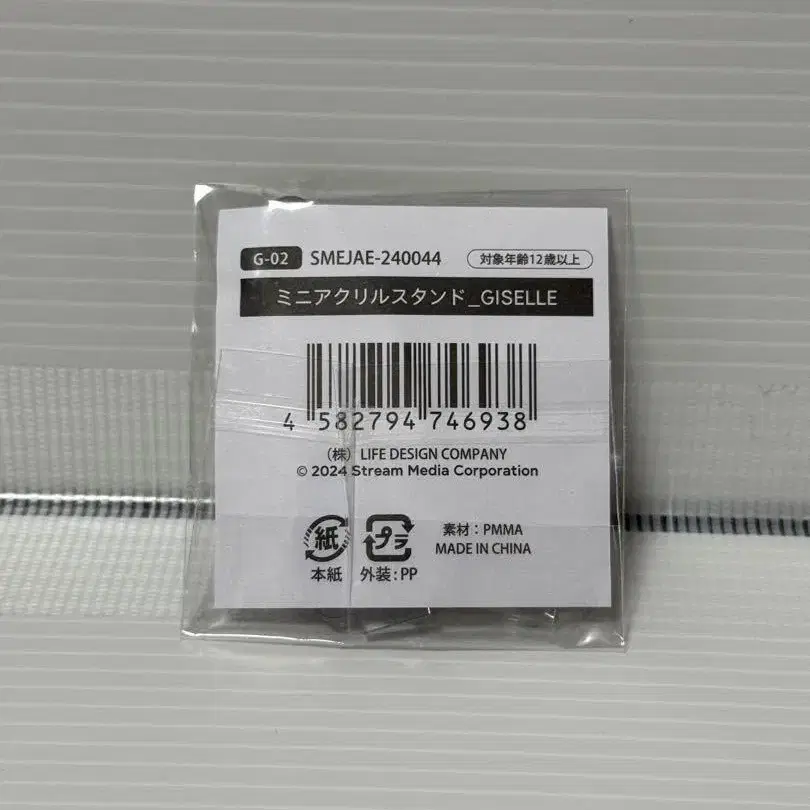 G-02 SMEJAE-240044 対象年齢12歳以上
ミニアクリルスタンド_GISELLE
4 582794 746938
(株) LIFE DESIGN COMPANY
© 2024 Stream Media Corporation
紙 プラ 素材:PMMA
MADE IN CHINA
本紙 外装:PP